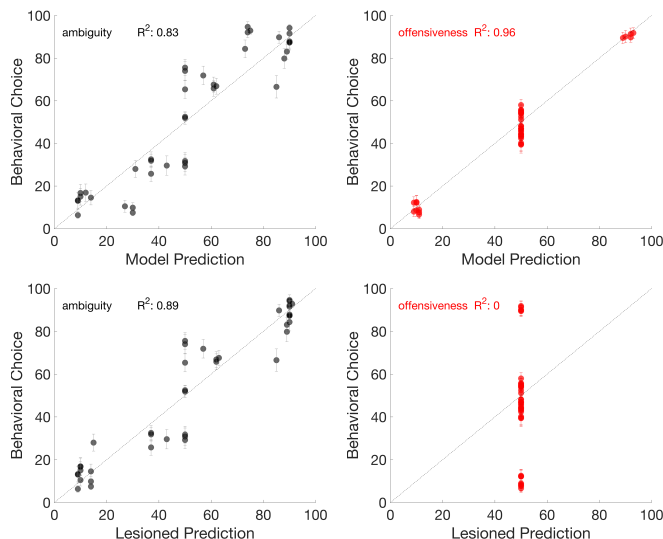 ambiguity R²: 0.83
100
80
60
40
20
0
Behavioral Choice
0 20 40 60 80 100
Model Prediction
offensiveness R²: 0.96
100
80
60
40
20
0
Behavioral Choice
0 20 40 60 80 100
Model Prediction
ambiguity R²: 0.89
100
80
60
40
20
0
Behavioral Choice
0 20 40 60 80 100
Lesioned Prediction
offensiveness R²: 0
100
80
60
40
20
0
Behavioral Choice
0 20 40 60 80 100
Lesioned Prediction